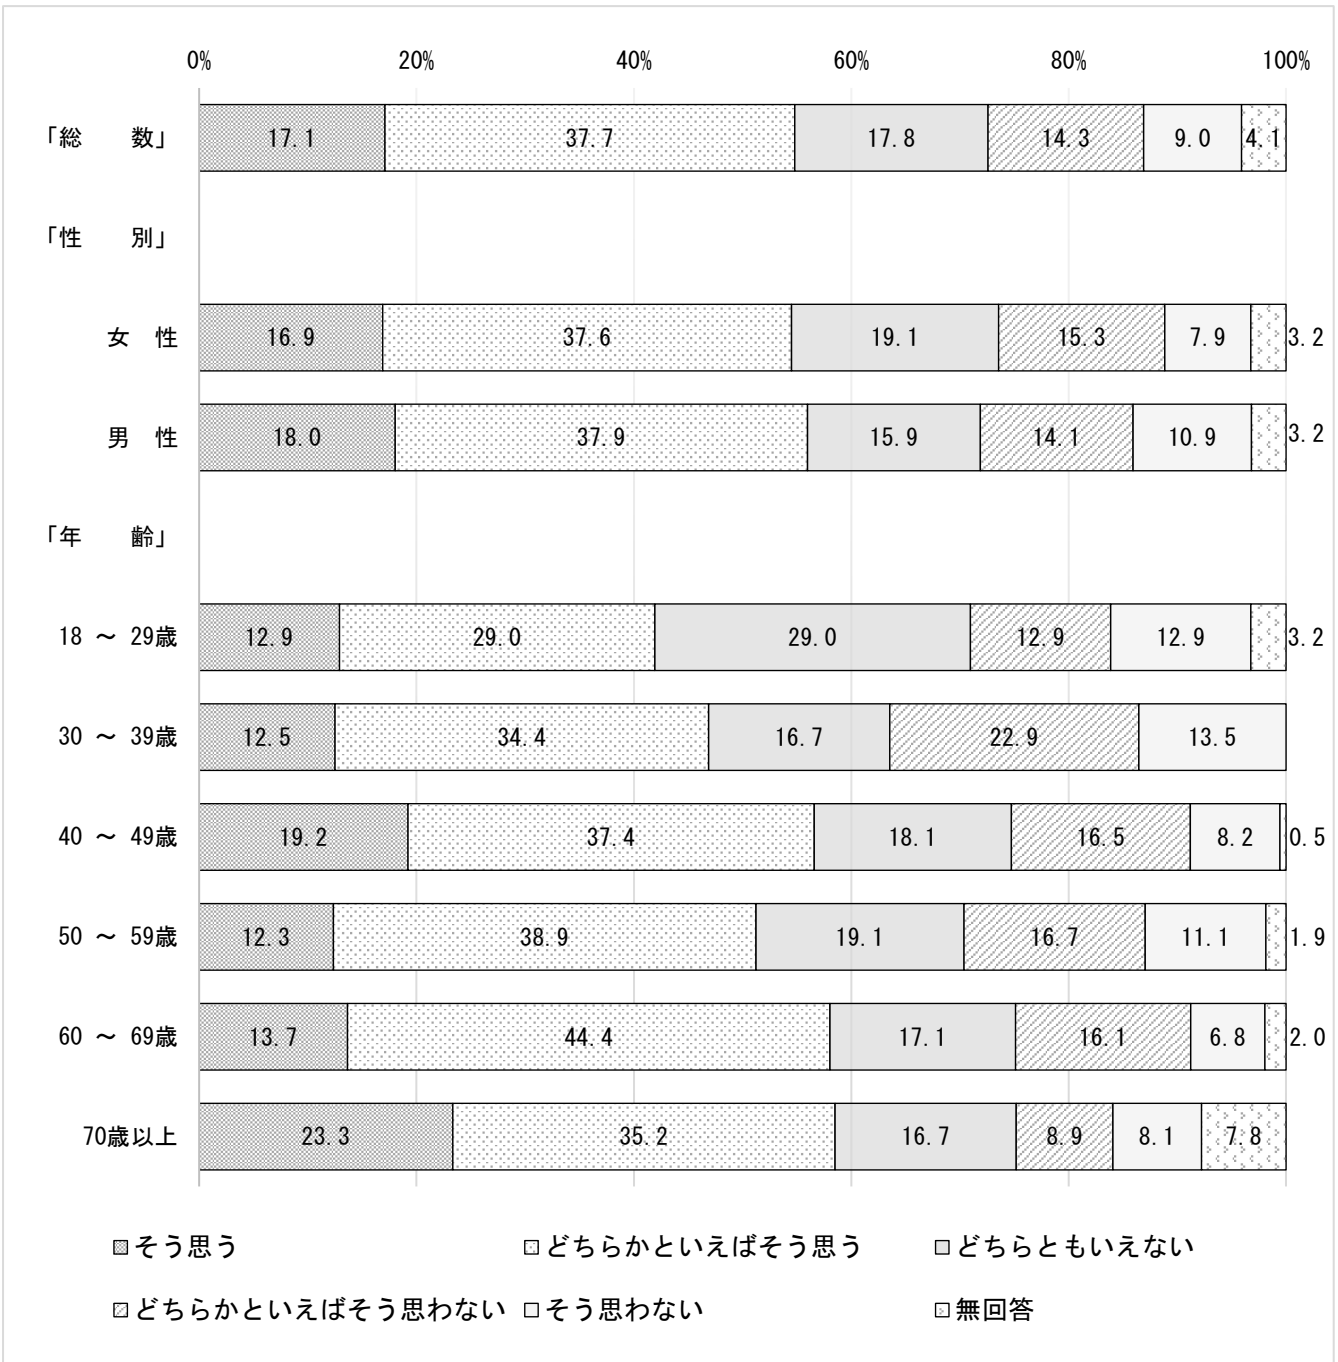 0% 20% 40% 60% 80% 100%
「総　　数」 17.1 37.7 17.8 14.3 9.0 4.1
「性　　別」
女　性 16.9 37.6 19.1 15.3 7.9 3.2
男　性 18.0 37.9 15.9 14.1 10.9 3.2
「年　　齢」
18 ～ 29歳 12.9 29.0 29.0 12.9 12.9 3.2
30 ～ 39歳 12.5 34.4 16.7 22.9 13.5
40 ～ 49歳 19.2 37.4 18.1 16.5 8.2 0.5
50 ～ 59歳 12.3 38.9 19.1 16.7 11.1 1.9
60 ～ 69歳 13.7 44.4 17.1 16.1 6.8 2.0
70歳以上 23.3 35.2 16.7 8.9 8.1 7.8
そう思う どちらかといえばそう思う どちらともいえない
どちらかといえばそう思わない そう思わない 無回答